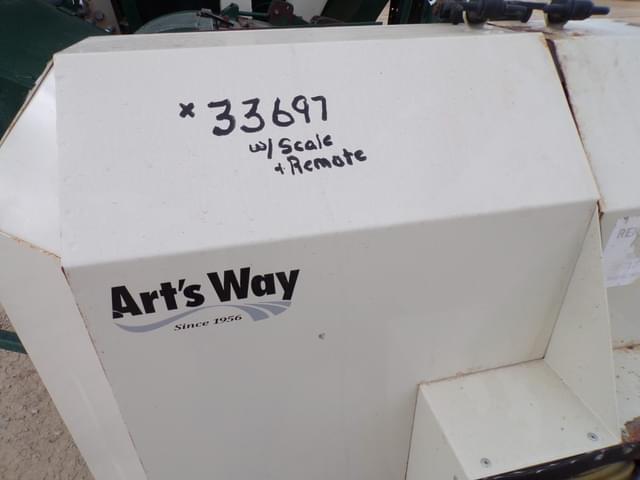 x 33697
w/ Scale
+ Remote
Art's Way
Since 1956